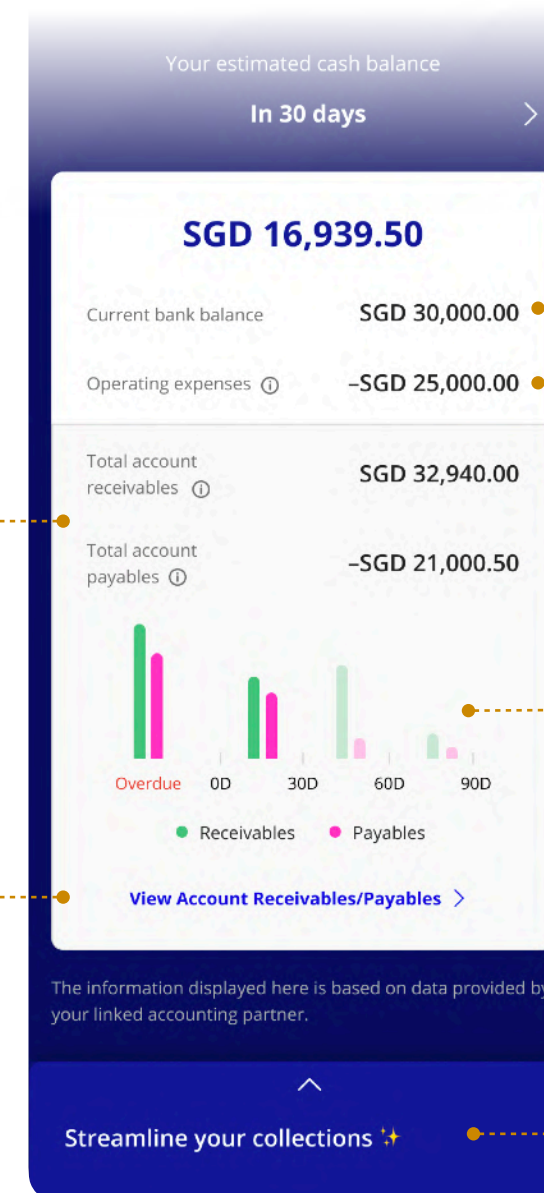 Your estimated cash balance
In 30 days
SGD 16,939.50
Current bank balance SGD 30,000.00
Operating expenses –SGD 25,000.00
Total account
receivables SGD 32,940.00
Total account
payables –SGD 21,000.50
Overdue 0D 30D 60D 90D
Receivables Payables
View Account Receivables/Payables
The information displayed here is based on data provided by
your linked accounting partner.
Streamline your collections ✨